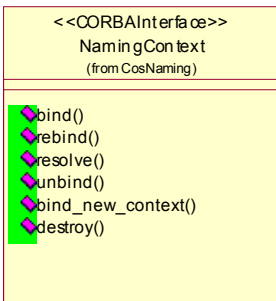 <<CORBAInterface>>
NamingContext
(from CosNaming)
bind()
rebind()
resolve()
unbind()
bind_new_context()
destroy()